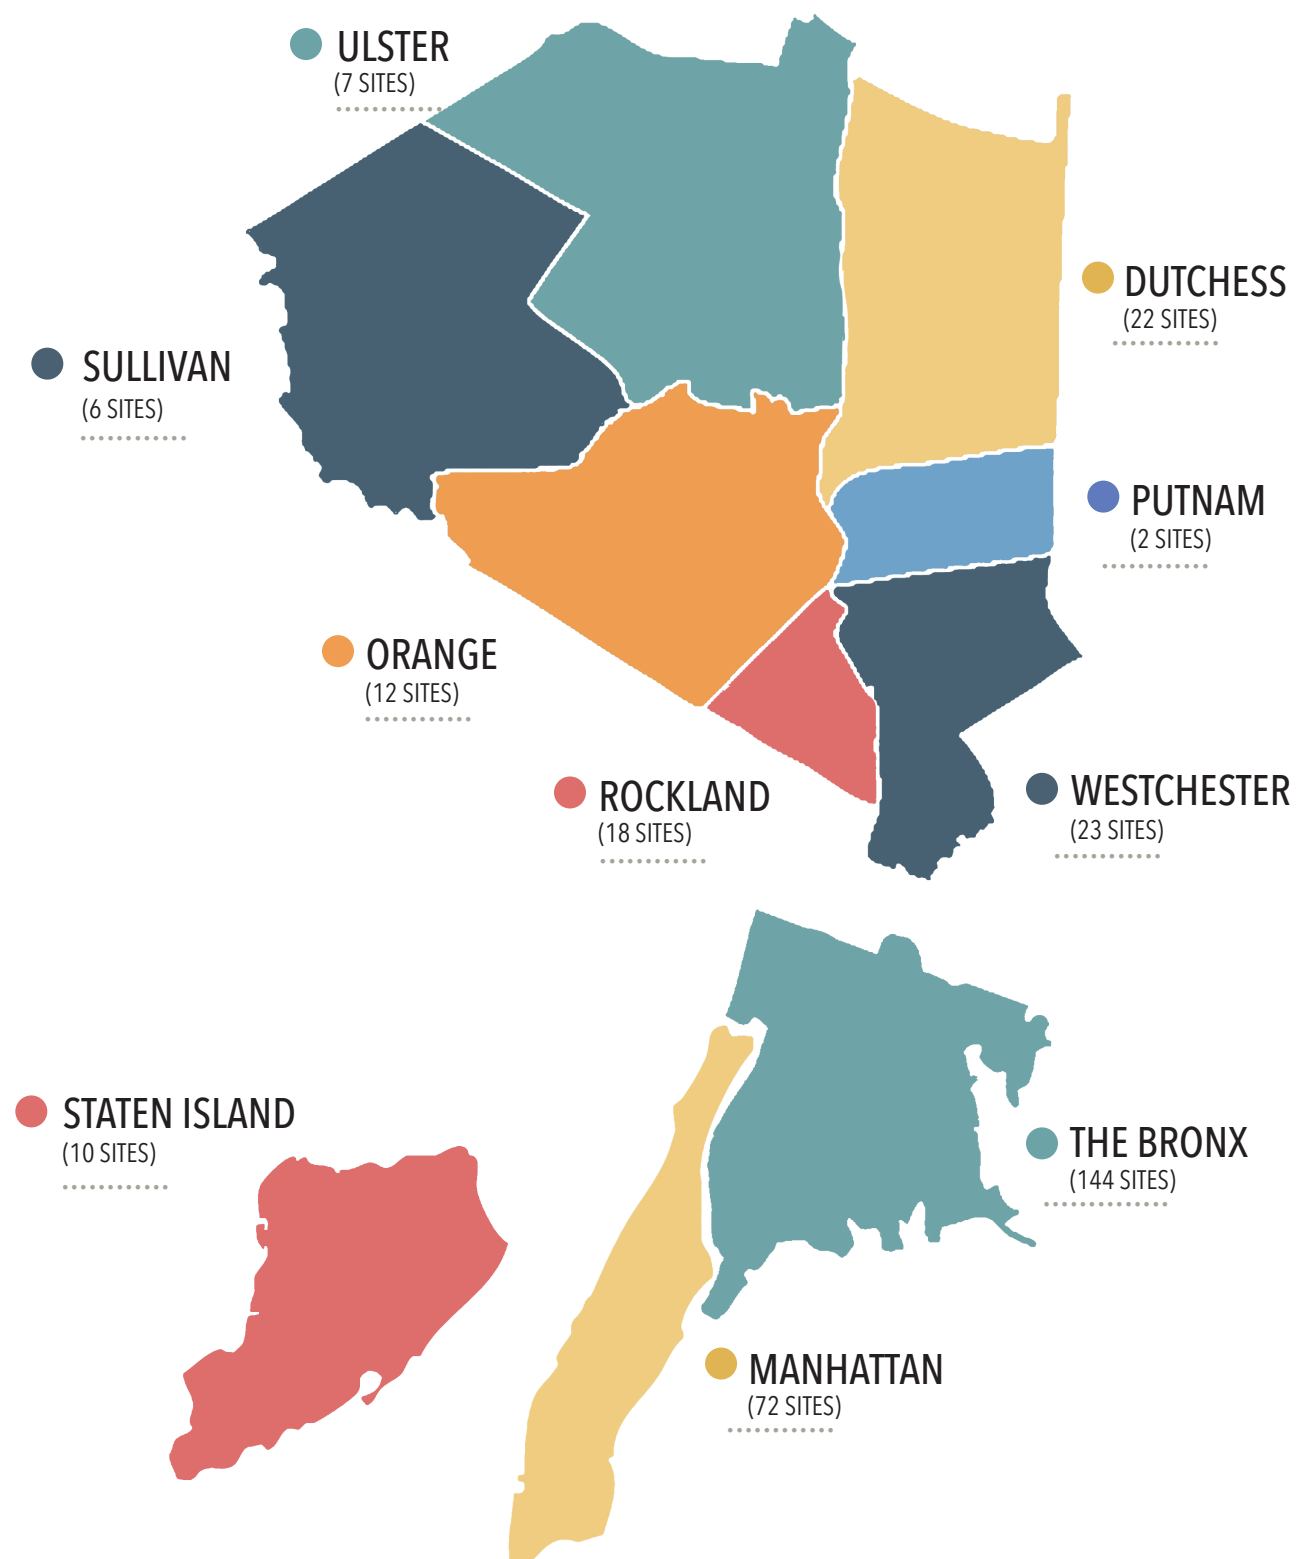 ULSTER
(7 SITES)
DUTCHESS
(22 SITES)
SULLIVAN
(6 SITES)
PUTNAM
(2 SITES)
ORANGE
(12 SITES)
ROCKLAND
(18 SITES)
WESTCHESTER
(23 SITES)
STATEN ISLAND
(10 SITES)
THE BRONX
(144 SITES)
MANHATTAN
(72 SITES)